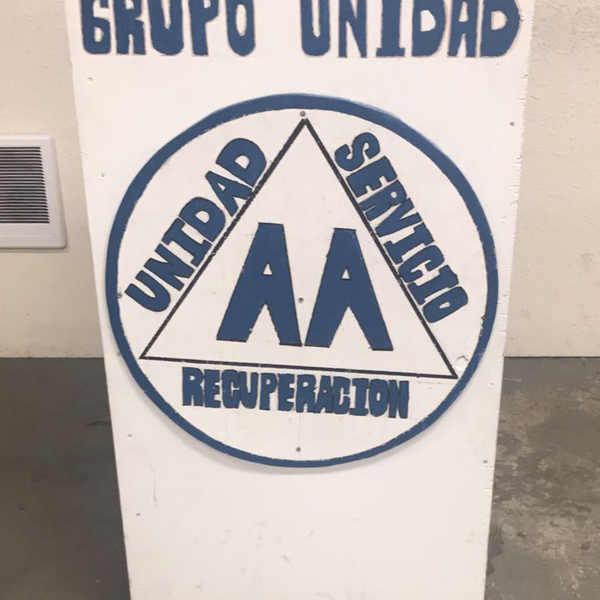 GRUPO UNIDAD
UNIDAD
SERVICIO
AA
RECUPERACION